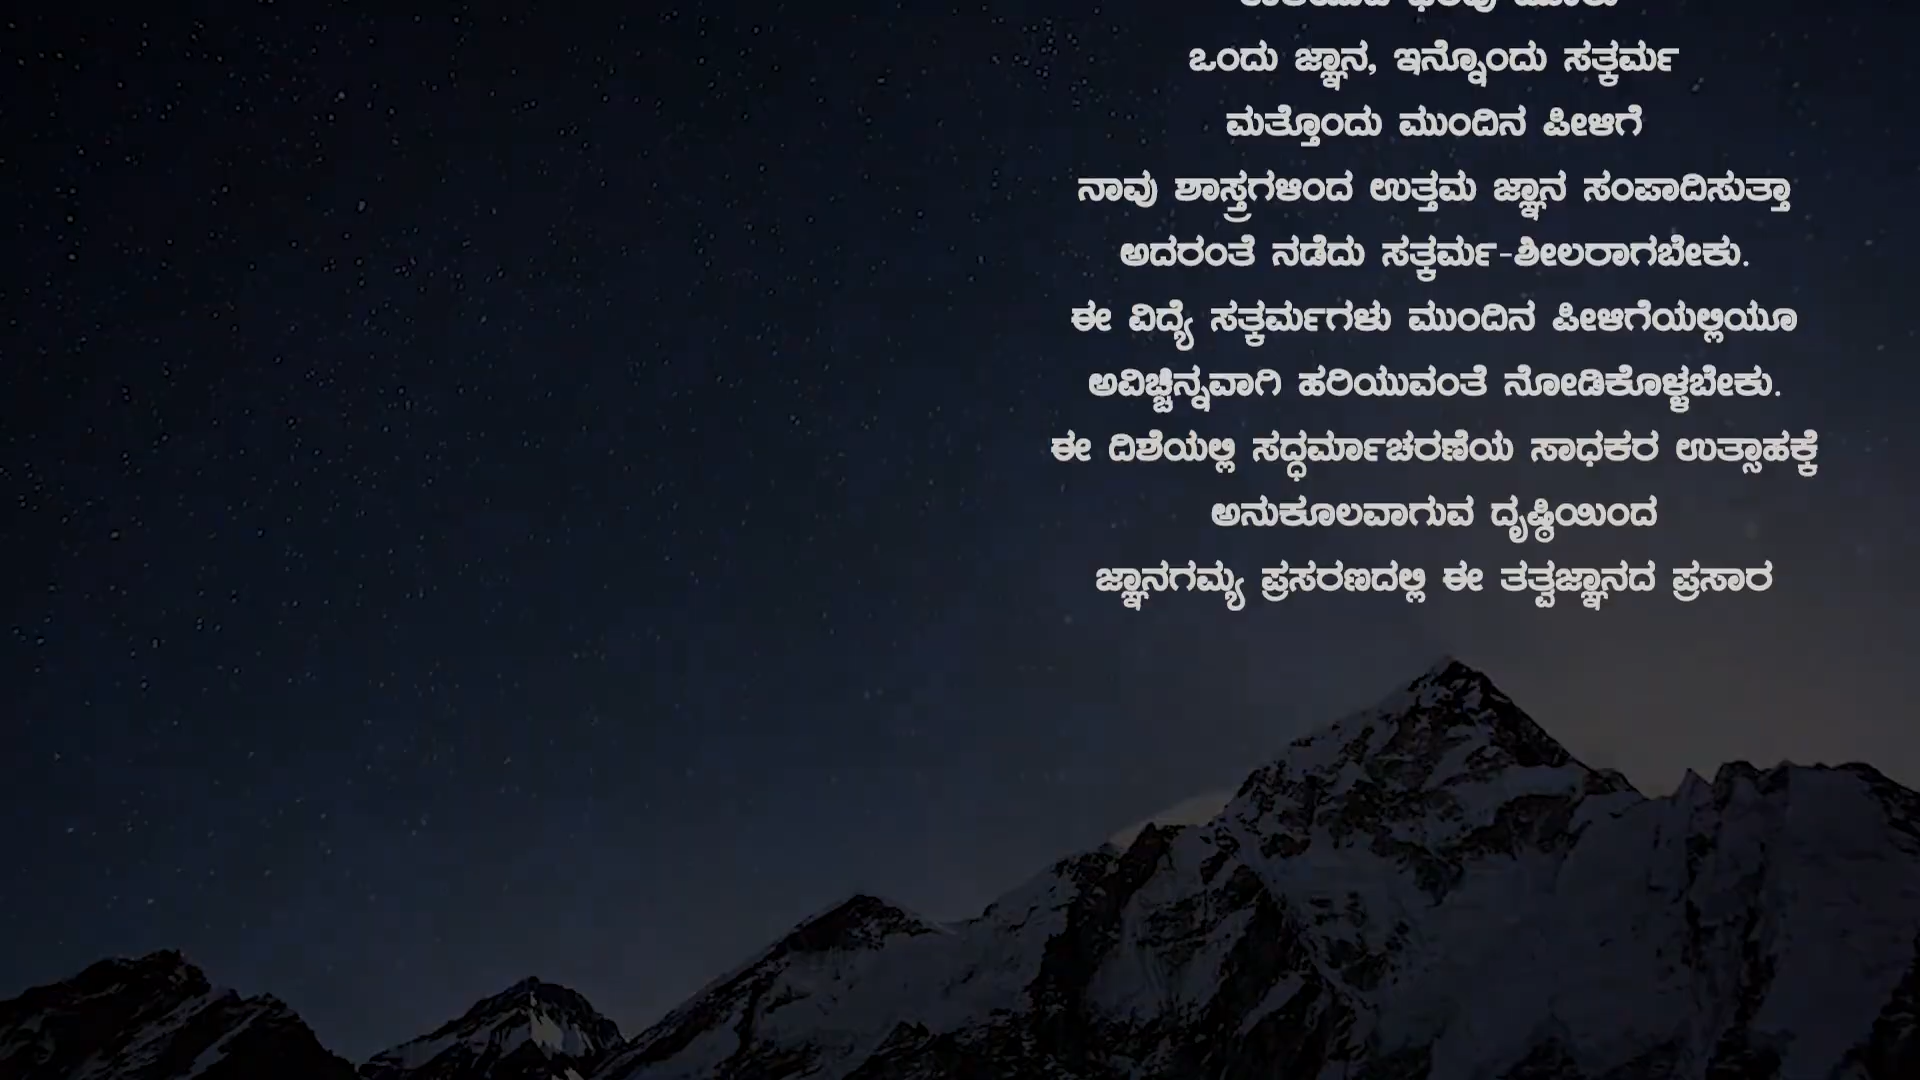 ಒಂದು ಜ್ಞಾನ, ಇನ್ನೊಂದು ಸತ್ಕರ್ಮ
ಮತ್ತೊಂದು ಮುಂದಿನ ಪೀಳಿಗೆ
ನಾವು ಶಾಸ್ತ್ರಗಳಿಂದ ಉತ್ತಮ ಜ್ಞಾನ ಸಂಪಾದಿಸುತ್ತಾ
ಅದರಂತೆ ನಡೆದು ಸತ್ಕರ್ಮ-ಶೀಲರಾಗಬೇಕು.
ಈ ವಿದ್ಯೆ ಸತ್ಕರ್ಮಗಳು ಮುಂದಿನ ಪೀಳಿಗೆಯಲ್ಲಿಯೂ
ಅವಿಚ್ಚಿನ್ನವಾಗಿ ಹರಿಯುವಂತೆ ನೋಡಿಕೊಳ್ಳಬೇಕು.
ಈ ದಿಶೆಯಲ್ಲಿ ಸದ್ಧರ್ಮಾಚರಣೆಯ ಸಾಧಕರ ಉತ್ಸಾಹಕ್ಕೆ
ಅನುಕೂಲವಾಗುವ ದೃಷ್ಠಿಯಿಂದ
ಜ್ಞಾನಗಮ್ಯ ಪ್ರಸರಣದಲ್ಲಿ ಈ ತತ್ವಜ್ಞಾನದ ಪ್ರಸಾರ